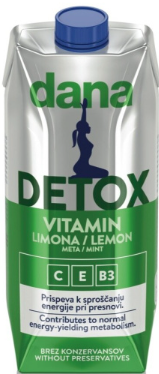 dana
DETOX
VITAMIN
LIMONA / LEMON
META / MINT
C E B3
Prispeva k sproščanju
energije pri presnovi.
Contributes to normal
energy-yielding metabolism.
BREZ KONZERVANSOV
WITHOUT PRESERVATIVES